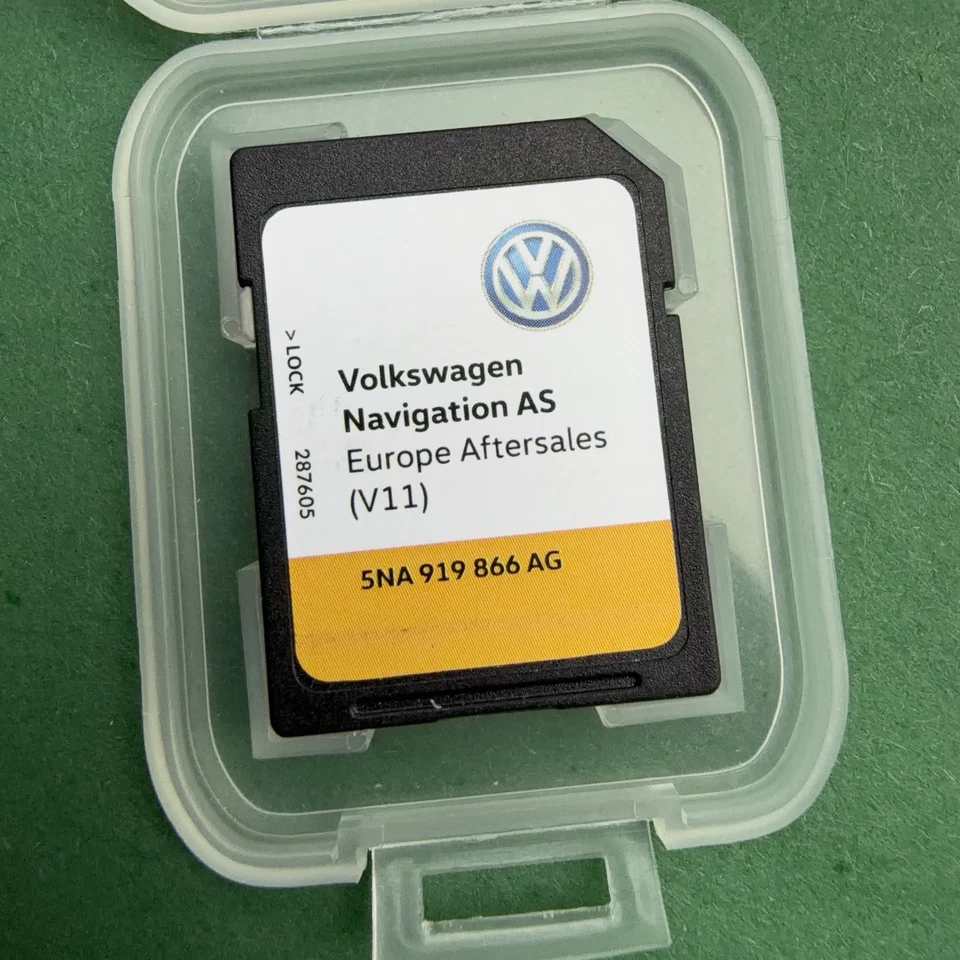 > LOCK
287605
Volkswagen
Navigation AS
Europe Aftersales
(V11)
5NA 919 866 AG